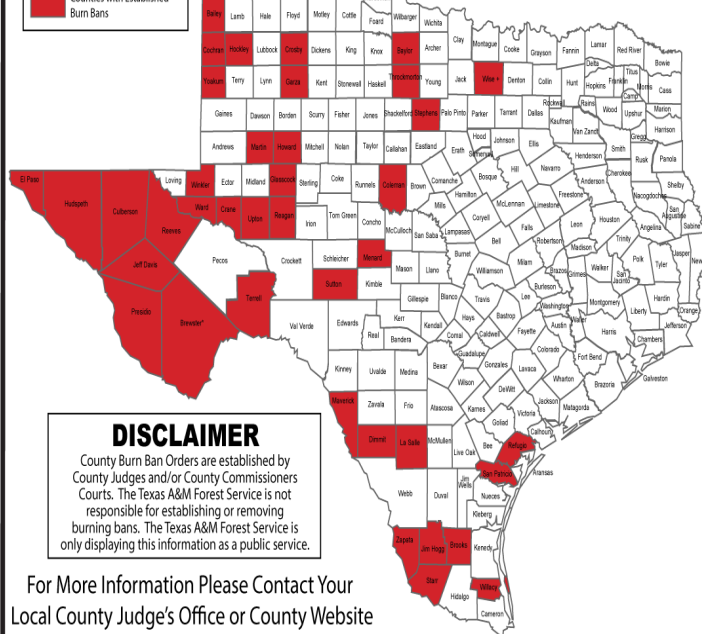 Counties with Established
Burn Bans
Bailey Lamb Hale Floyd Motley Cottle Foard Wilbarger Wichita
Clay Montague Cooke Grayson Fannin Lamar Red River Bowie
Cochran Hockley Lubbock Crosby Dickens King Knox Baylor Archer
Delta Titus Franklin Morris Cass
Yoakum Terry Lynn Garza Kent Stonewall Haskell Throckmorton Young Jack Wise + Denton Collin Hunt Hopkins Camp
Rockwall Rains Wood Upshur Marion
Gaines Dawson Borden Scurry Fisher Jones Shackelford Stephens Palo Pinto Parker Tarrant Dallas Kaufman Van Zandt Gregg Harrison
Andrews Martin Howard Mitchell Nolan Taylor Callahan Eastland Erath Hood Somervell Johnson Ellis Henderson Smith Rusk Panola
El Paso Hudspeth Culberson Loving Winkler Ector Midland Glasscock Sterling Coke Runnels Coleman Brown Comanche Bosque Hill Navarro Anderson Cherokee Shelby
Hamilton Freestone Nacogdoches San Augustine Sabine
Reeves Ward Crane Upton Reagan Irion Tom Green Concho McCulloch San Saba Mills Lampasas Coryell McLennan Limestone Leon Houston Angelina
Bell Falls Robertson Madison Trinity Polk Tyler Jasper New
Jeff Davis Pecos Crockett Schleicher Menard Mason Llano Burnet Williamson Milam Brazos Grimes Walker San Jacinto
Presidio Brewster* Terrell Sutton Kimble Gillespie Blanco Travis Lee Burleson Washington Montgomery Liberty Hardin Orange
Val Verde Edwards Kerr Real Bandera Kendall Hays Comal Caldwell Bastrop Fayette Austin Waller Harris Chambers Jefferson
Kinney Uvalde Medina Bexar Guadalupe Gonzales Lavaca Colorado Fort Bend Galveston
Wilson DeWitt Wharton Brazoria
Maverick Zavala Frio Atascosa Karnes Victoria Jackson Matagorda
Goliad Calhoun
Dimmit La Salle McMullen Live Oak Bee Refugio
San Patricio Aransas
Webb Duval Jim Wells Nueces
Kleberg
Zapata Jim Hogg Brooks Kenedy
Starr Hidalgo Willacy
Cameron
DISCLAIMER
County Burn Ban Orders are established by
County Judges and/or County Commissioners
Courts. The Texas A&M Forest Service is not
responsible for establishing or removing
burning bans. The Texas A&M Forest Service is
only displaying this information as a public service.
For More Information Please Contact Your
Local County Judge's Office or County Website